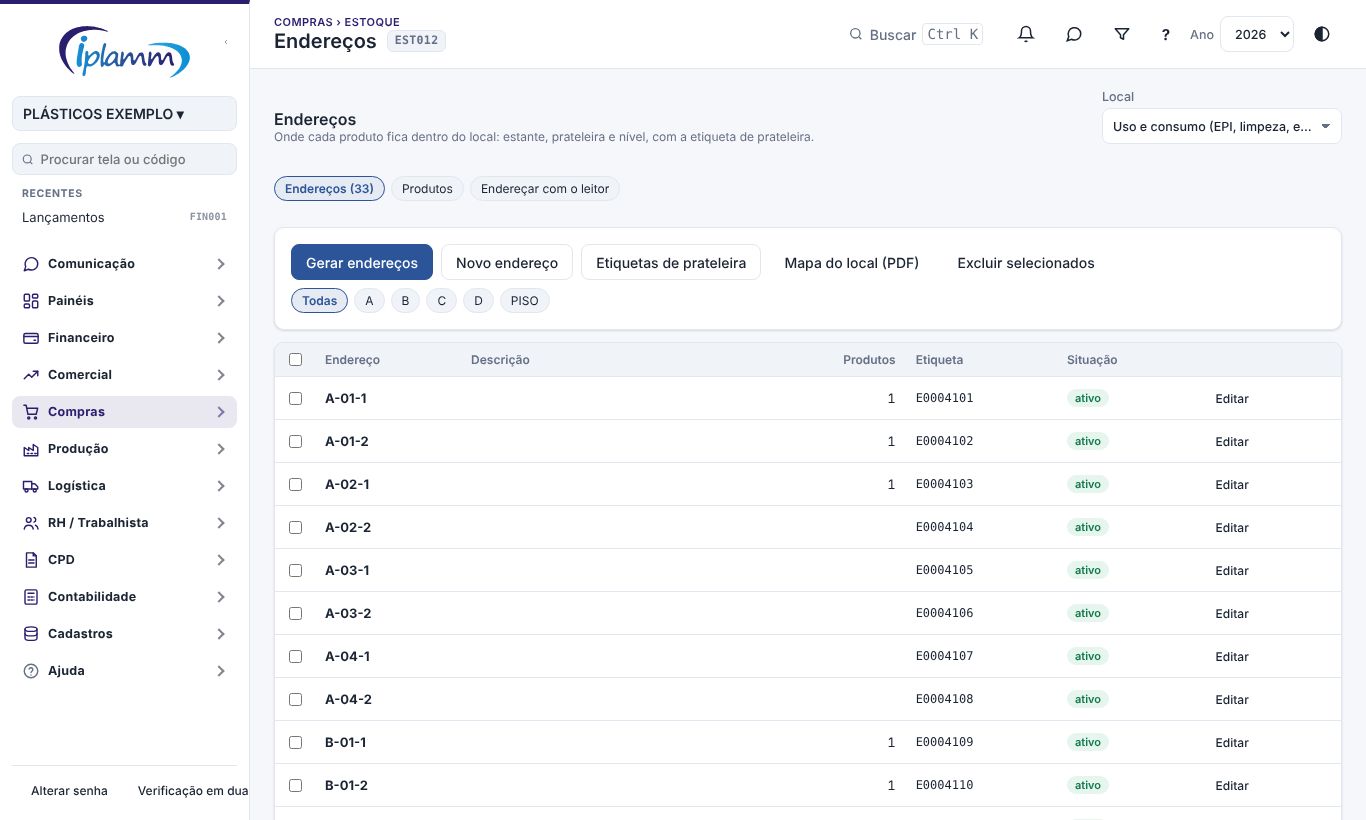 iplamm
PLÁSTICOS EXEMPLO ▾
Procurar tela ou código
RECENTES
Lançamentos FIN001
Comunicação
Painéis
Financeiro
Comercial
Compras
Produção
Logística
RH / Trabalhista
CPD
Contabilidade
Cadastros
Ajuda
Alterar senha Verificação em dua
COMPRAS › ESTOQUE
Endereços EST012
Buscar Ctrl K
? Ano 2026
Endereços
Onde cada produto fica dentro do local: estante, prateleira e nível, com a etiqueta de prateleira.
Local
Uso e consumo (EPI, limpeza, e...
Endereços (33) Produtos Endereçar com o leitor
Gerar endereços Novo endereço Etiquetas de prateleira Mapa do local (PDF) Excluir selecionados
Todas A B C D PISO
Endereço Descrição Produtos Etiqueta Situação
A-01-1 1 E0004101 ativo Editar
A-01-2 1 E0004102 ativo Editar
A-02-1 1 E0004103 ativo Editar
A-02-2 E0004104 ativo Editar
A-03-1 E0004105 ativo Editar
A-03-2 E0004106 ativo Editar
A-04-1 E0004107 ativo Editar
A-04-2 E0004108 ativo Editar
B-01-1 1 E0004109 ativo Editar
B-01-2 1 E0004110 ativo Editar